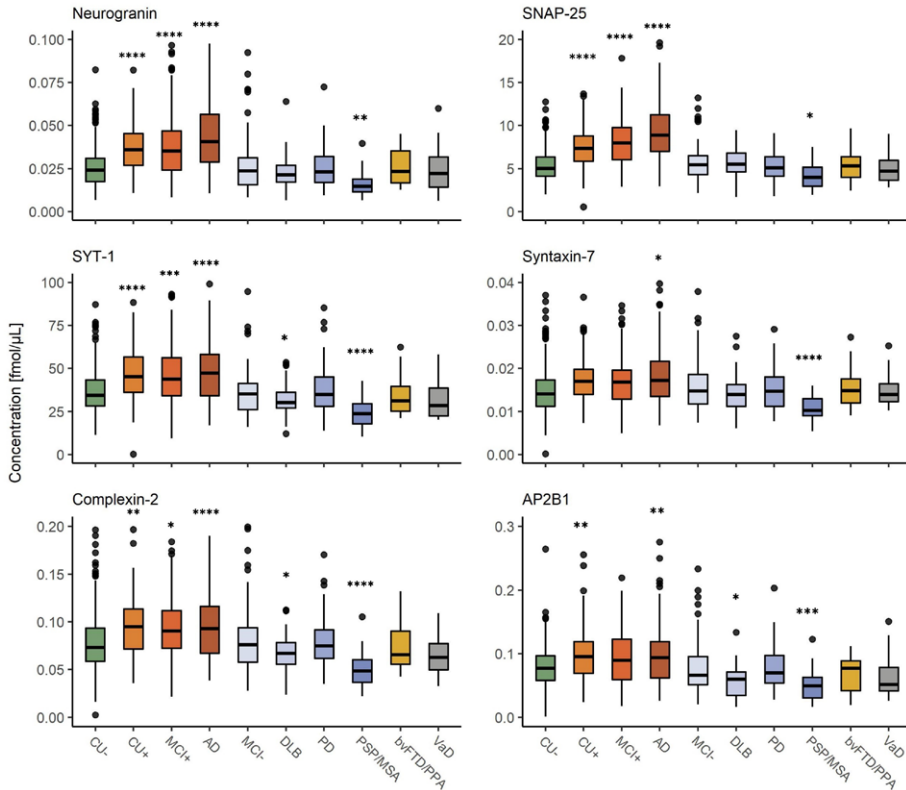 Neurogranin
SNAP-25
0.100
0.075
0.050
0.025
0.000
**** **** **** **
20
15
10
5
0
**** **** **** *
SYT-1
Syntaxin-7
100
75
50
25
0
**** *** **** * ****
0.04
0.03
0.02
0.01
0.00
* ****
Complexin-2
AP2B1
0.20
0.15
0.10
0.05
0.00
** * **** * ****
0.3
0.2
0.1
0.0
** ** * ***
Concentration [fmol/µL]
CU- CU+ MCI+ AD MCI- DLB PD PSP/MSA bvFTD/PPA VaD
CU- CU+ MCI+ AD MCI- DLB PD PSP/MSA bvFTD/PPA VaD